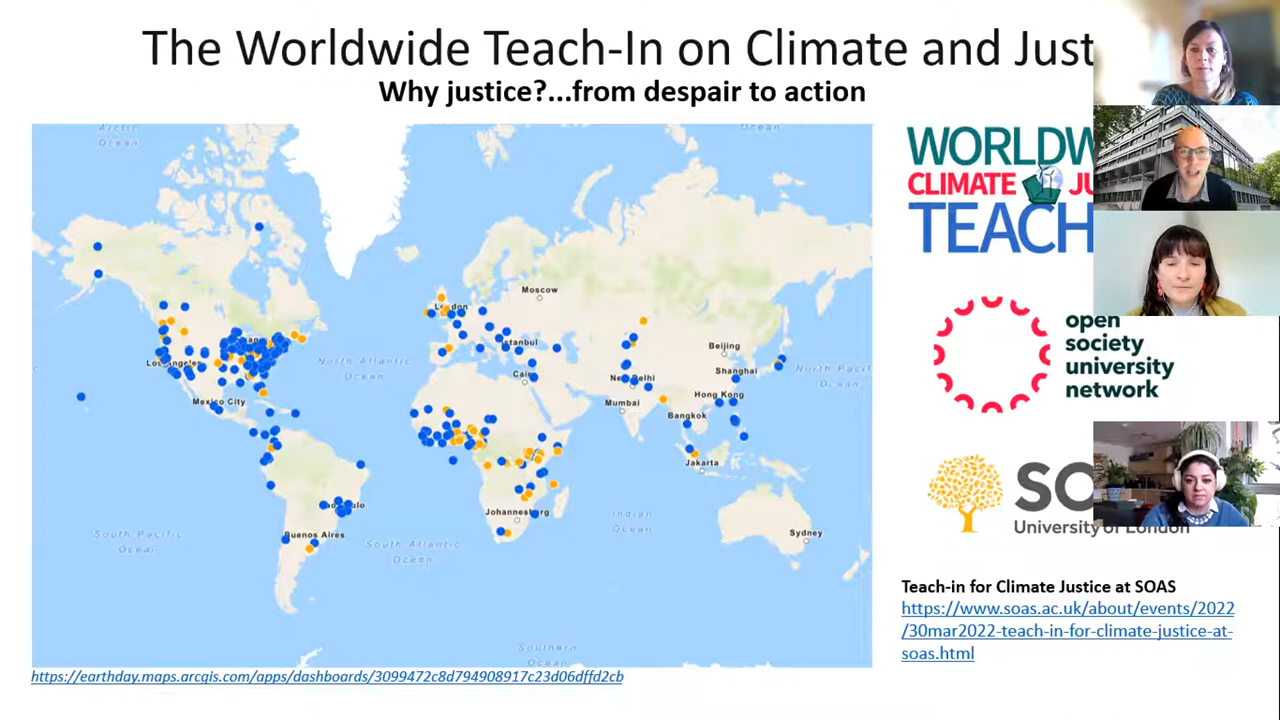 The Worldwide Teach-In on Climate and Just
Why justice?...from despair to action
Arctic
Ocean
Ocean
WORLDW
CLIMATE JU
TEACH
Moscow
London
Istanbul
Beijing
Los Angeles
North Atlantic
Ocean
North Pacif
Ocean
Cairo
New Delhi
Shanghai
Mexico City
Mumbai
Hong Kong
Bangkok
Jakarta
open
society
university
network
Johannesburg
Indian
Ocean
South Pacific
Ocean
Buenos Aires
South Atlantic
Ocean
Sydney
SO
University of London
Southern
Ocean
Teach-in for Climate Justice at SOAS
https://www.soas.ac.uk/about/events/2022
/30mar2022-teach-in-for-climate-justice-at-
soas.html
https://earthday.maps.arcgis.com/apps/dashboards/3099472c8d794908917c23d06dffd2cb